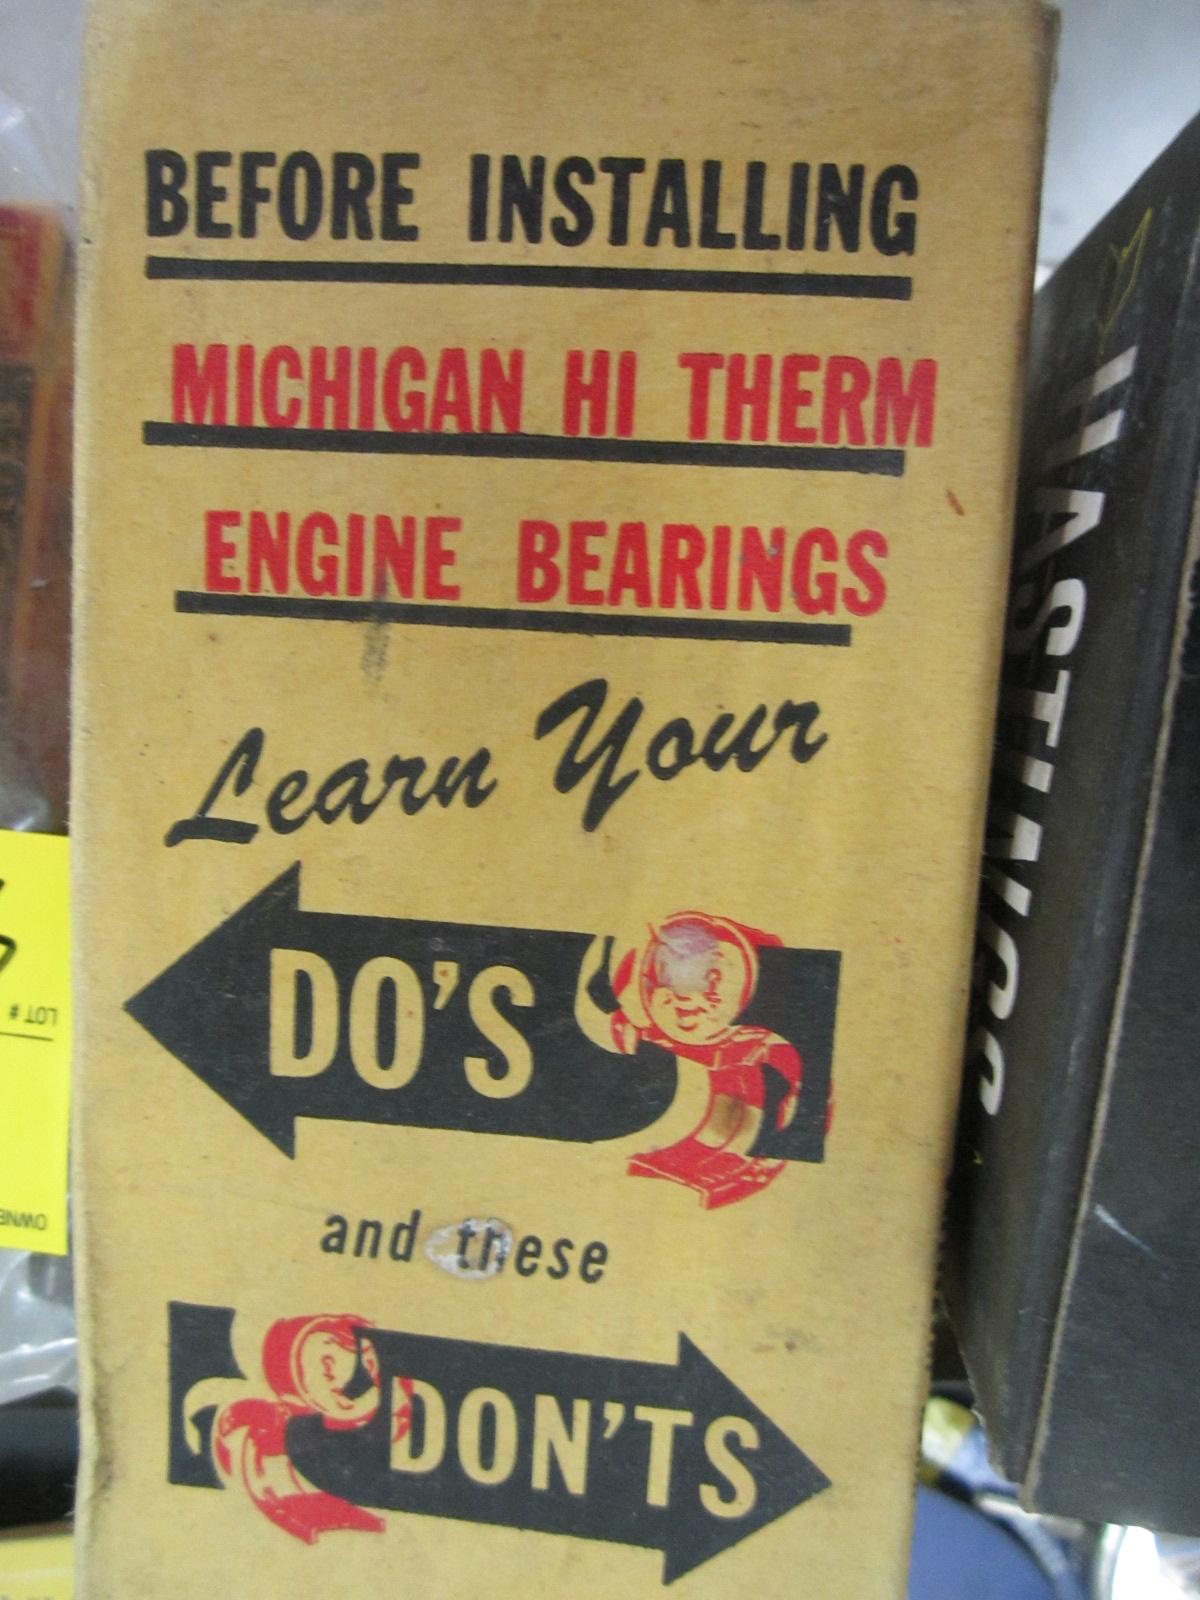 BEFORE INSTALLING
MICHIGAN HI THERM
ENGINE BEARINGS
Learn Your
DO'S
and these
DON'TS
HASTINGS
LOT #